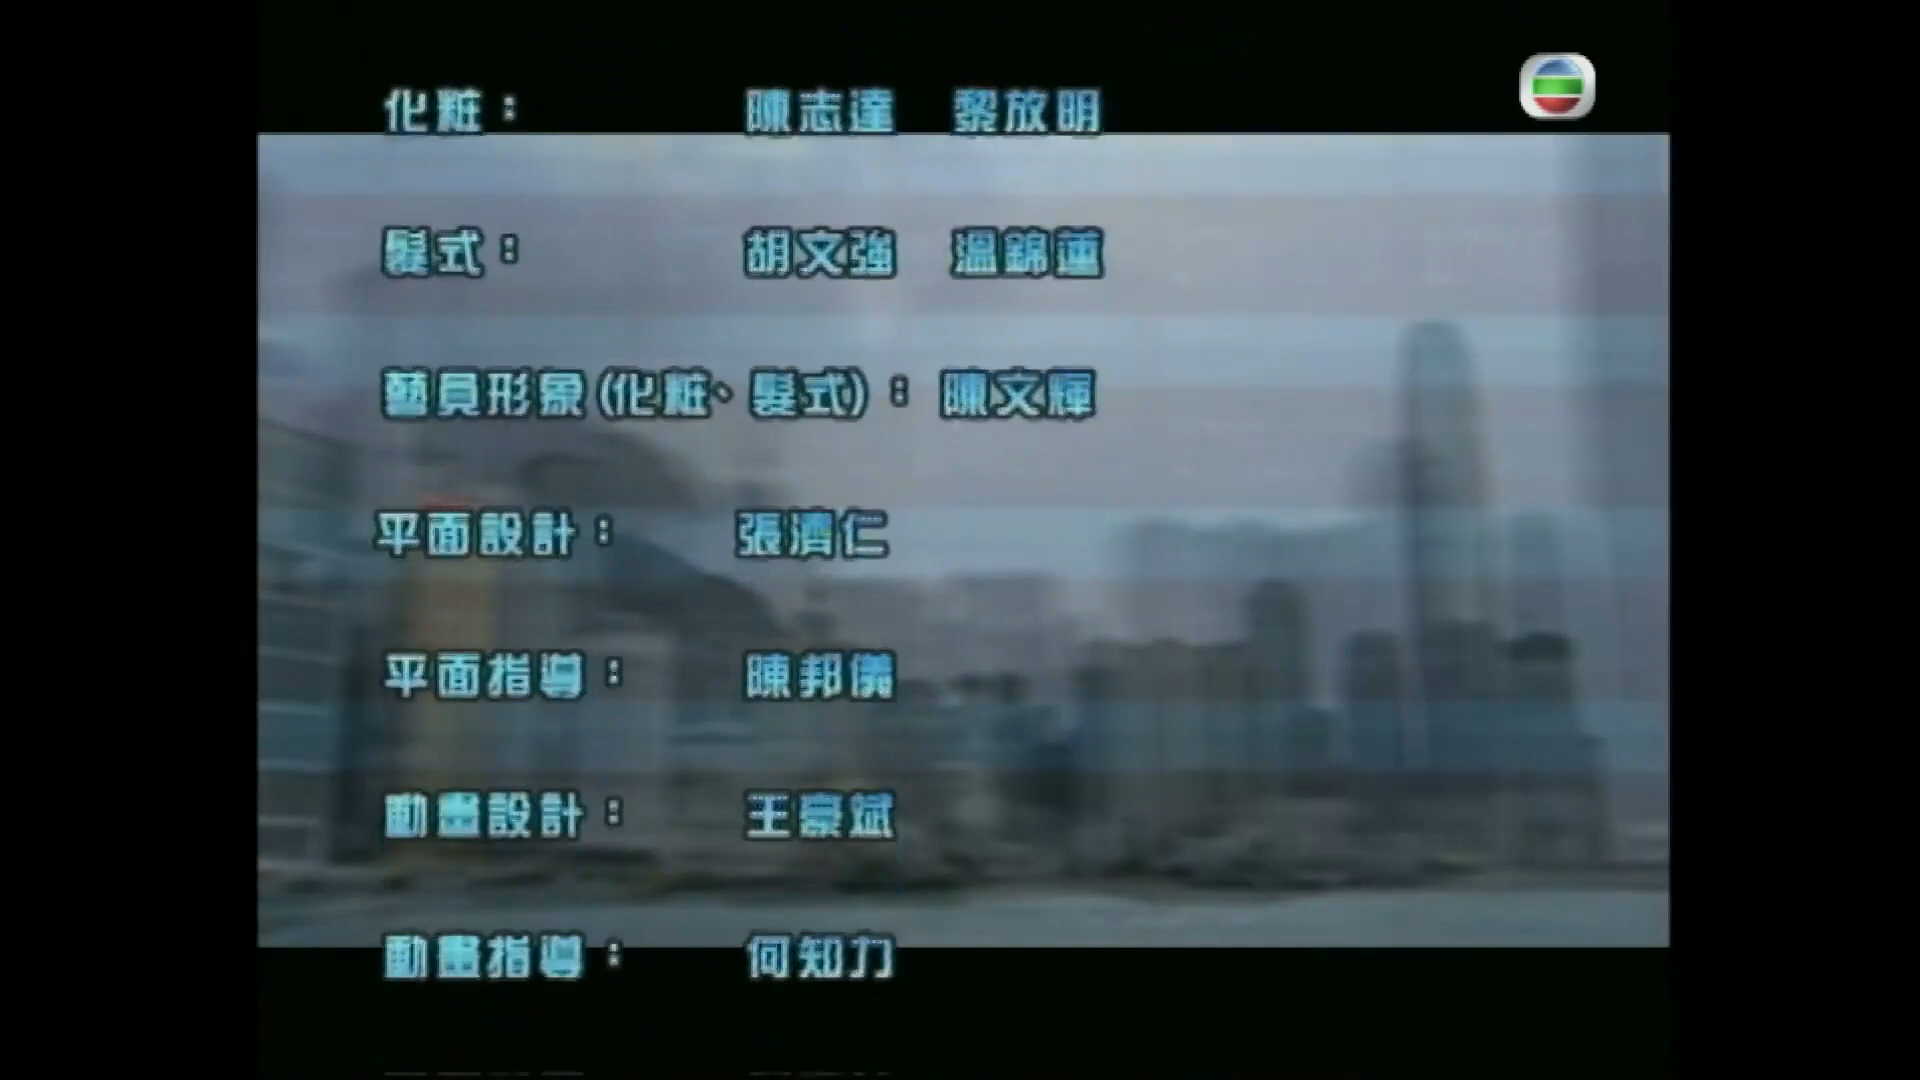 化粧： 陳志達 黎放明
髮式： 胡文強 溫錦蓮
藝員形象(化粧、髮式)： 陳文輝
平面設計： 張濟仁
平面指導： 陳邦儀
動畫設計： 王豪斌
動畫指導： 何知力